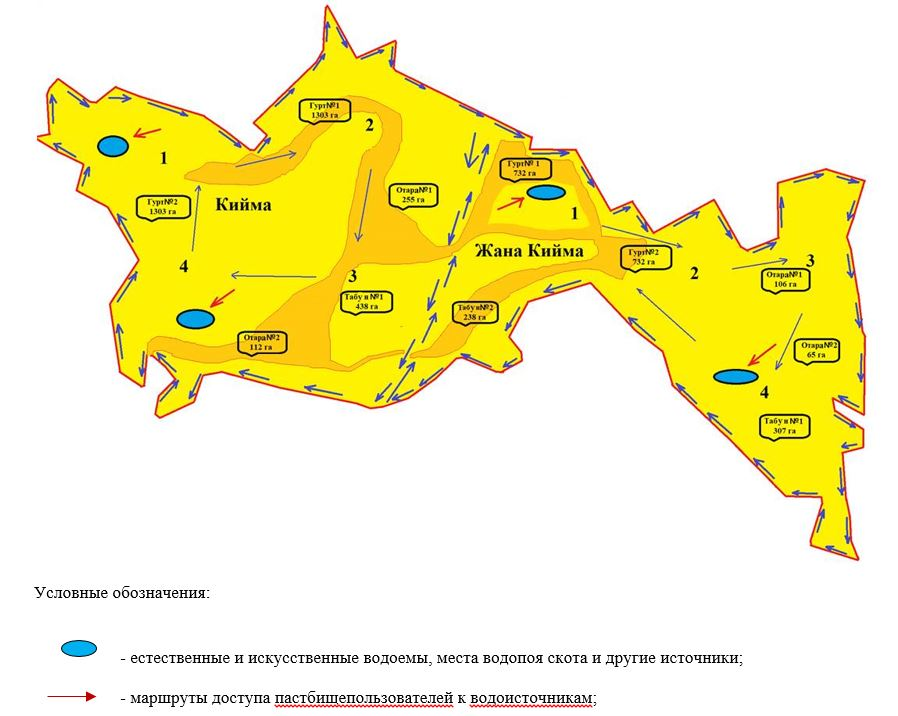 Гурт№1
1303 га
2
1
Гурт№ 1
732 га
Гурт№2
1303 га
Кийма
Отара№1
255 га
1
Жана Кийма
Гурт№2
732 га
4
3
2
3
Отара№1
106 га
Табун№1
438 га
Табун№2
238 га
Отара№2
112 га
Отара№2
65 га
4
Табун№1
307 га
Условные обозначения:
- естественные и искусственные водоемы, места водопоя скота и другие источники;
- маршруты доступа пастбищепользователей к водоисточникам;